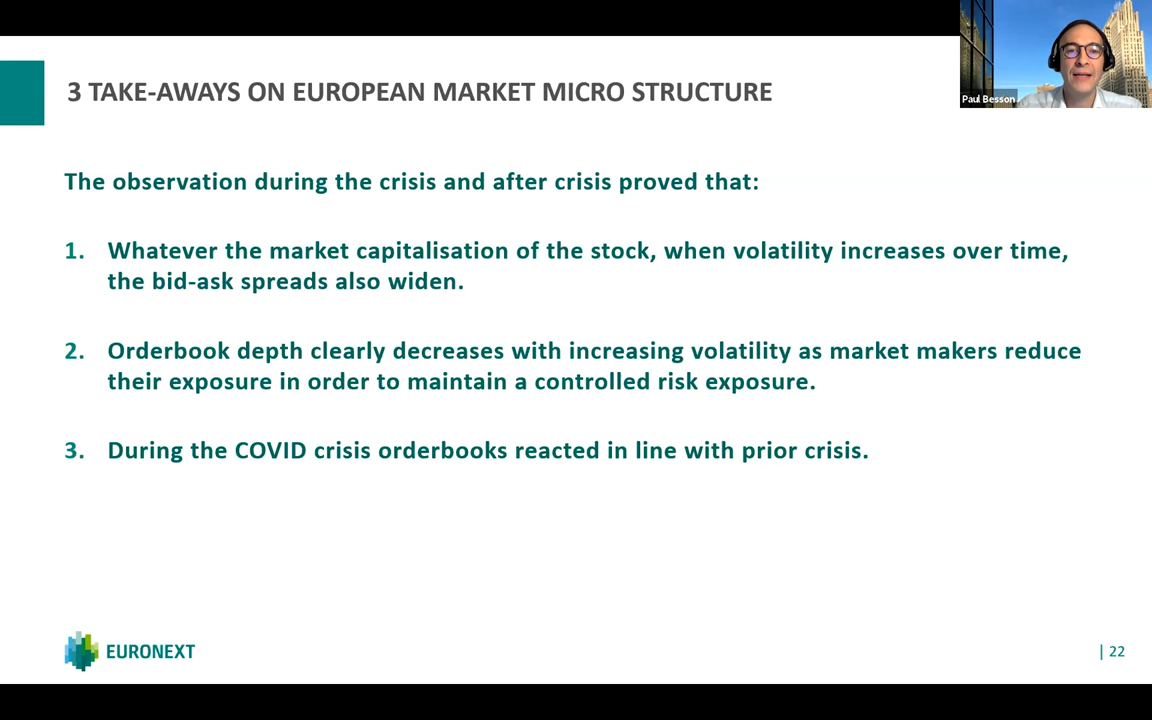 Paul Besson
3 TAKE-AWAYS ON EUROPEAN MARKET MICRO STRUCTURE
The observation during the crisis and after crisis proved that:
1. Whatever the market capitalisation of the stock, when volatility increases over time,
the bid-ask spreads also widen.
2. Orderbook depth clearly decreases with increasing volatility as market makers reduce
their exposure in order to maintain a controlled risk exposure.
3. During the COVID crisis orderbooks reacted in line with prior crisis.
EURONEXT
| 22